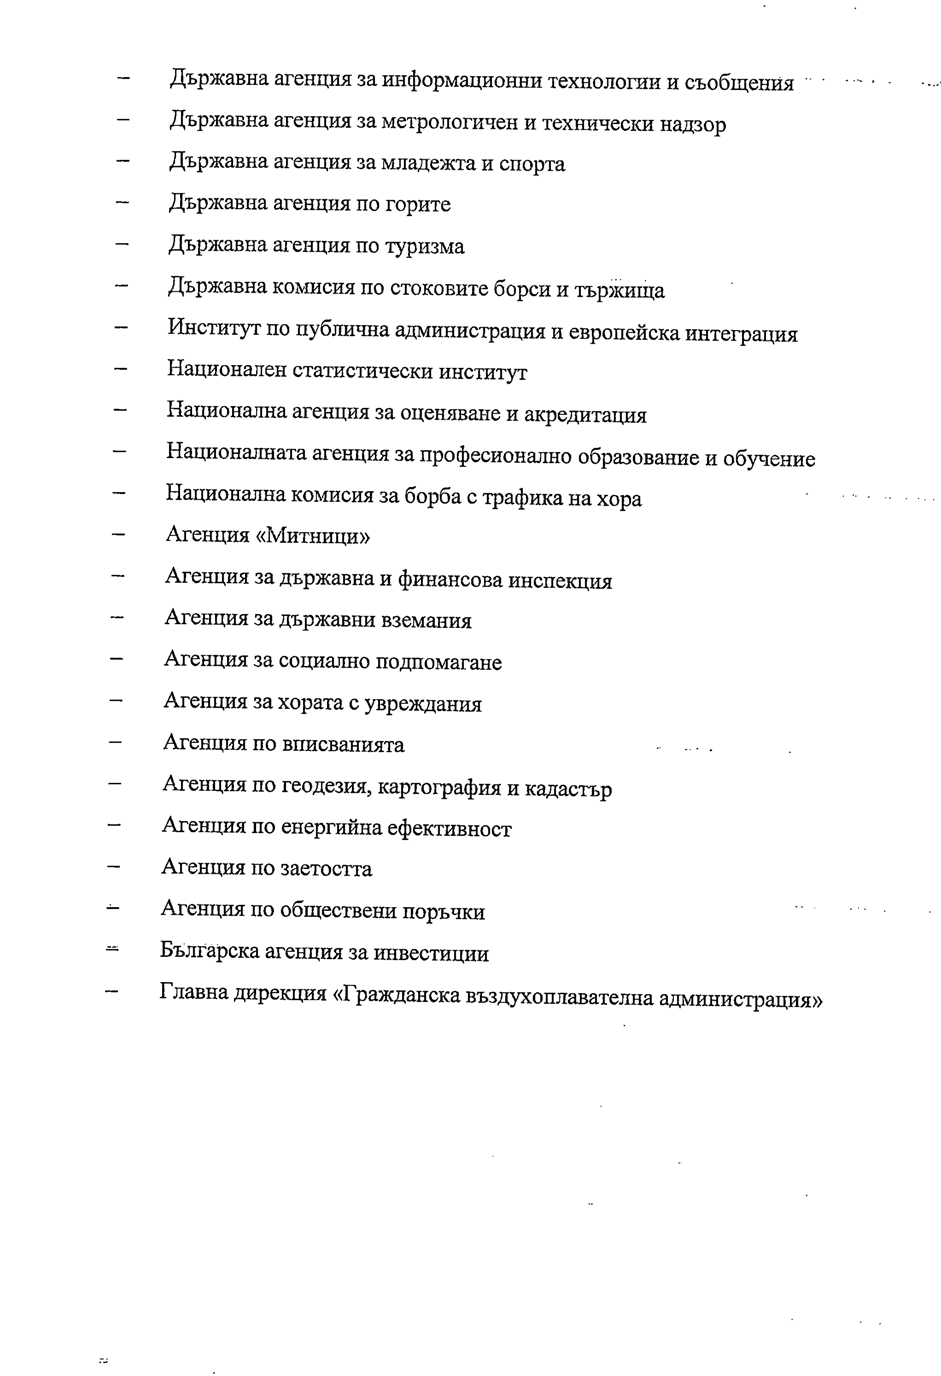 – Държавна агенция за информационни технологии и съобщения
– Държавна агенция за метрологичен и технически надзор
– Държавна агенция за младежта и спорта
– Държавна агенция по горите
– Държавна агенция по туризма
– Държавна комисия по стоковите борси и тържища
– Институт по публична администрация и европейска интеграция
– Национален статистически институт
– Национална агенция за оценяване и акредитация
– Националната агенция за професионално образование и обучение
– Национална комисия за борба с трафика на хора
– Агенция «Митници»
– Агенция за държавна и финансова инспекция
– Агенция за държавни вземания
– Агенция за социално подпомагане
– Агенция за хората с увреждания
– Агенция по вписванията
– Агенция по геодезия, картография и кадастър
– Агенция по енергийна ефективност
– Агенция по заетостта
– Агенция по обществени поръчки
– Българска агенция за инвестиции
– Главна дирекция «Гражданска въздухоплавателна администрация»